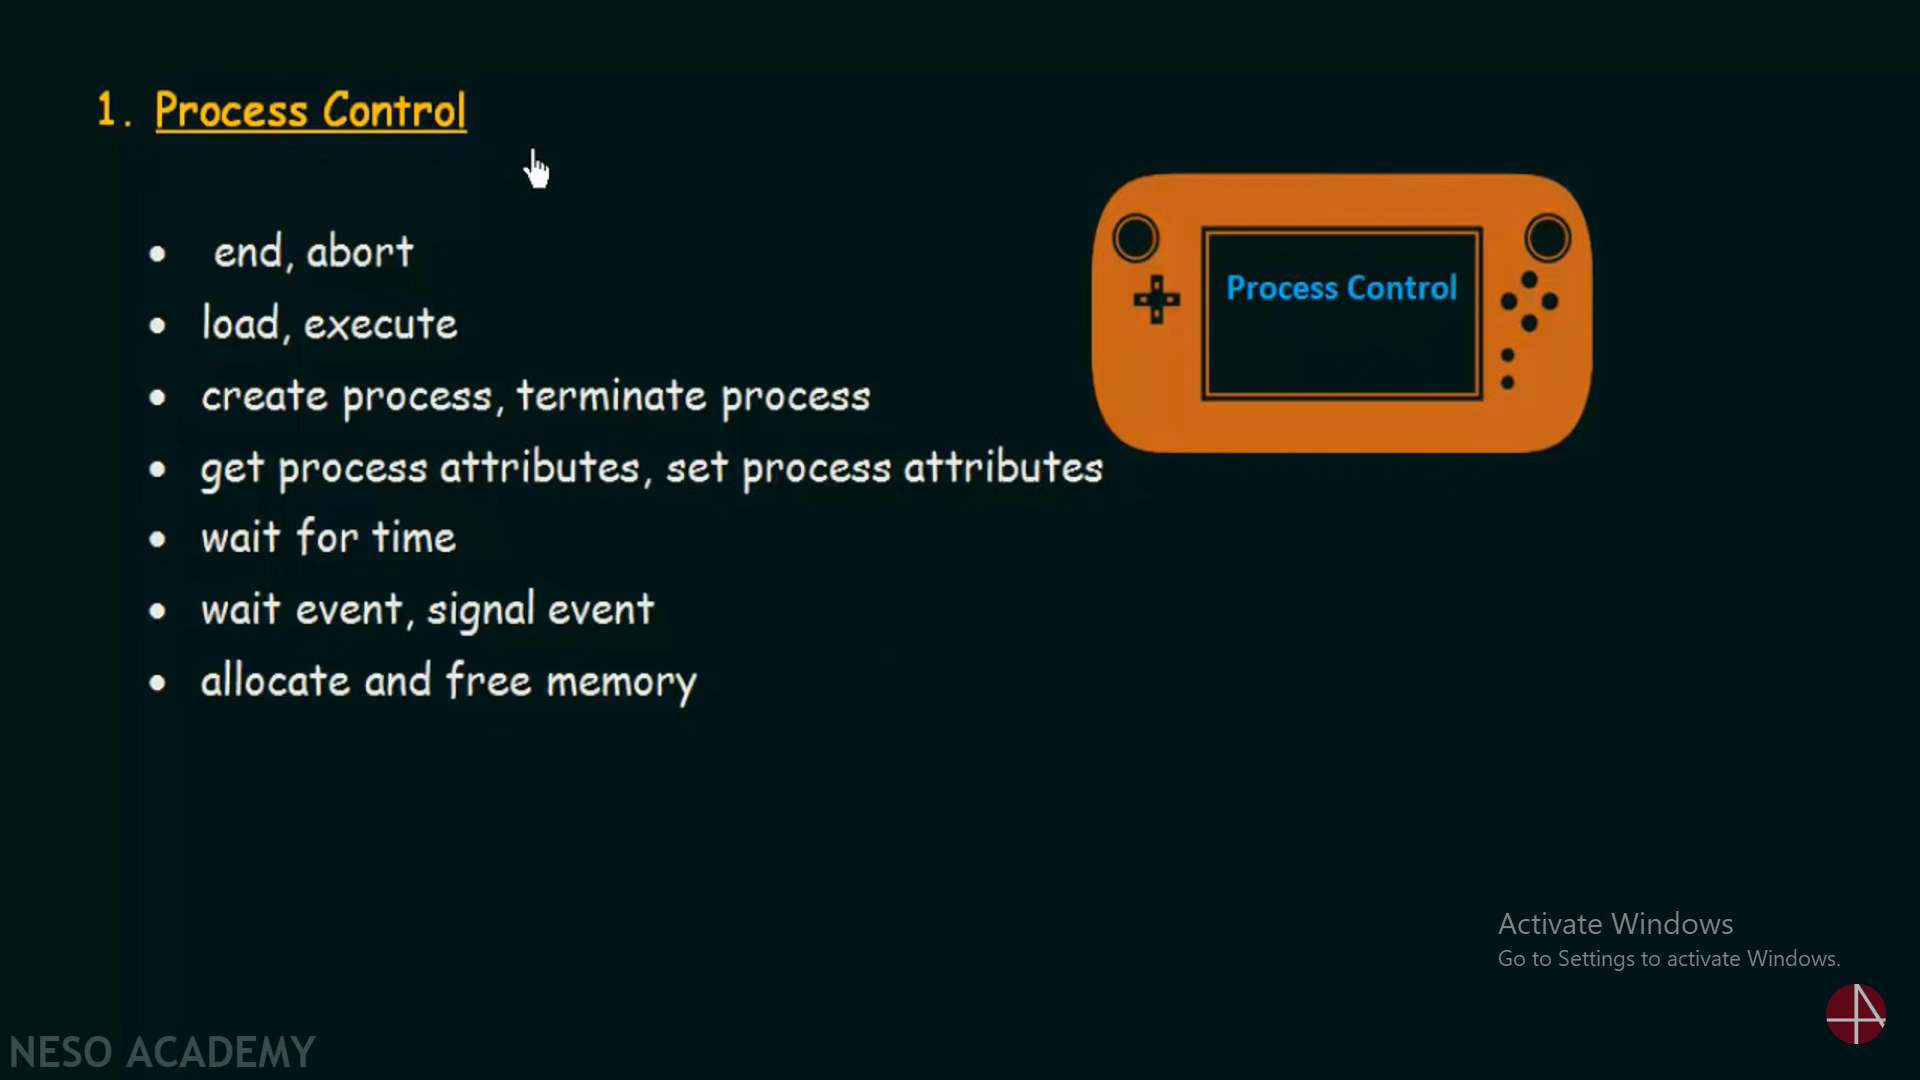 1. Process Control
• end, abort
• load, execute
• create process, terminate process
• get process attributes, set process attributes
• wait for time
• wait event, signal event
• allocate and free memory
Process Control
Activate Windows
Go to Settings to activate Windows.
NESO ACADEMY